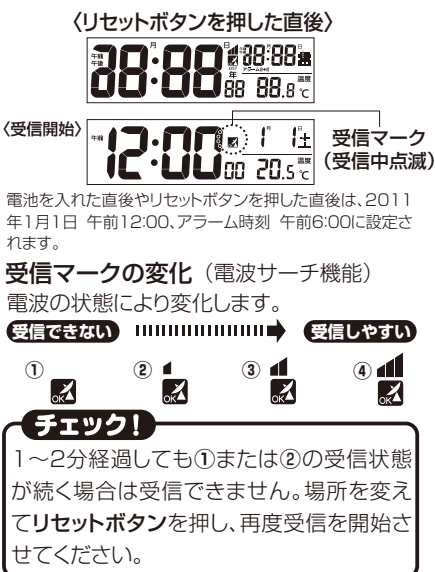 〈リセットボタンを押した直後〉
午前 午後 88:88 月 日 88:88
アラーム
DST 年 88 温度 88.8℃
〈受信開始〉
午前 12:00 00 1月 1日 土 温度 20.5℃
受信マーク
(受信中点滅)
電池を入れた直後やリセットボタンを押した直後は、2011
年1月1日 午前12:00、アラーム時刻 午前6:00に設定さ
れます。
受信マークの変化(電波サーチ機能)
電波の状態により変化します。
受信できない 受信しやすい
① ② ③ ④
OK OK OK OK
チェック!
1〜2分経過しても①または②の受信状態
が続く場合は受信できません。場所を変え
てリセットボタンを押し、再度受信を開始さ
せてください。